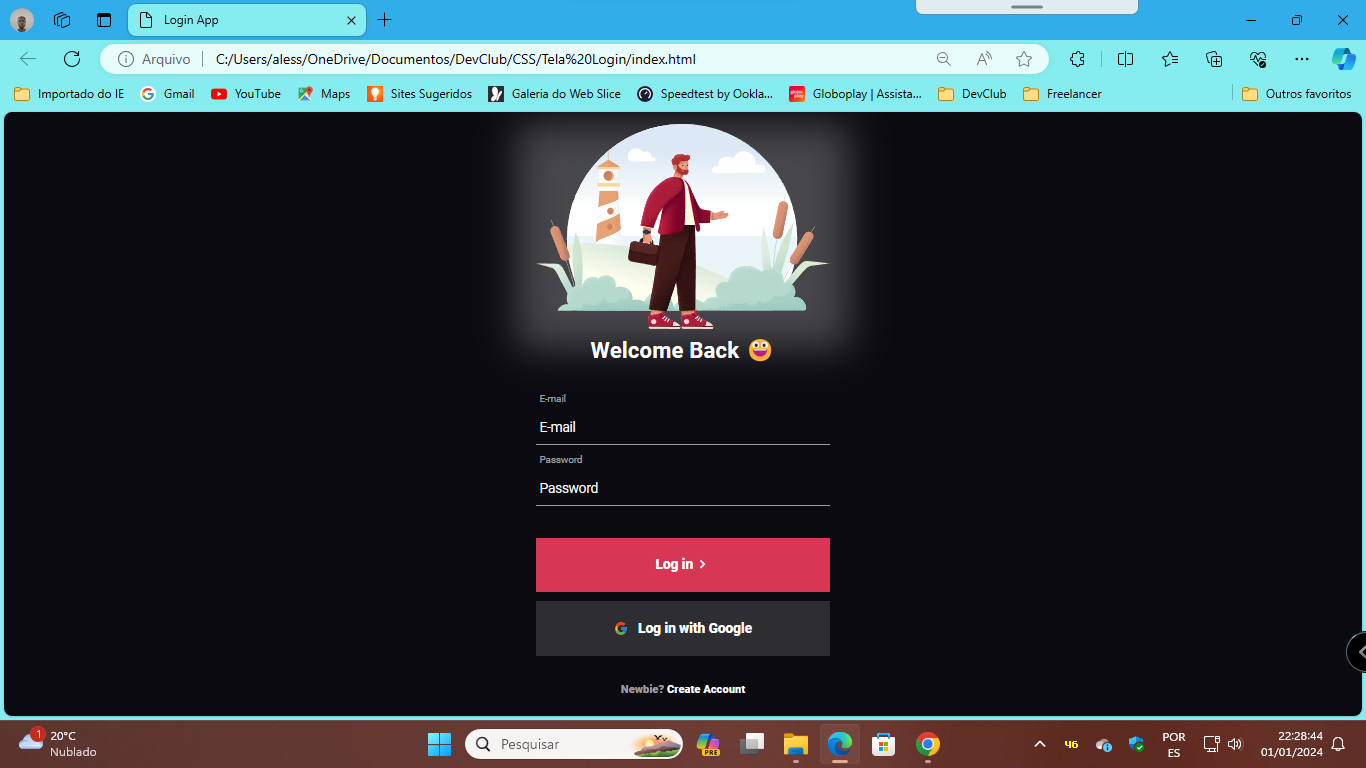 Login App
Arquivo C:/Users/aless/OneDrive/Documentos/DevClub/CSS/Tela%20Login/index.html
Importado do IE Gmail YouTube Maps Sites Sugeridos Galeria do Web Slice Speedtest by Ookla... Globoplay | Assista... DevClub Freelancer Outros favoritos
Welcome Back
E-mail
E-mail
Password
Password
Log in
Log in with Google
Newbie? Create Account
1 20°C
Nublado
Pesquisar
PRE
POR
ES
22:28:44
01/01/2024